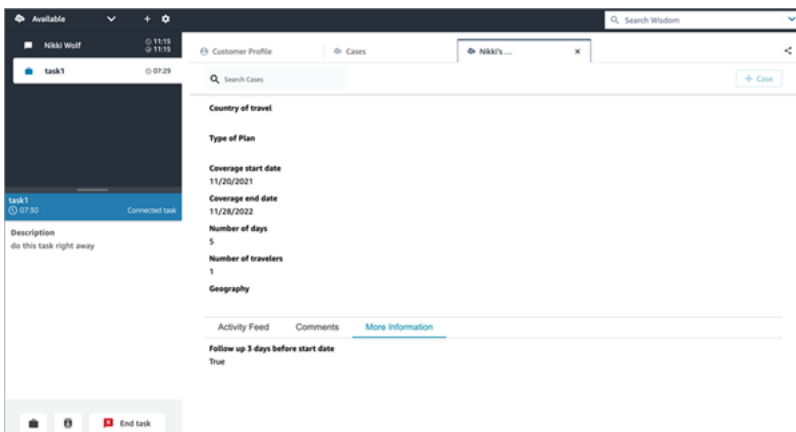 Available
Search Wisdom
Nikki Wolf
11:15
11:15
task1
07:29
Customer Profile
Cases
Nikki's ...
Search Cases
+ Case
Country of travel
Type of Plan
Coverage start date
11/20/2021
Coverage end date
11/28/2022
Number of days
5
Number of travelers
1
Geography
task1
07:30
Connected task
Description
do this task right away
Activity Feed
Comments
More Information
Follow up 3 days before start date
True
End task